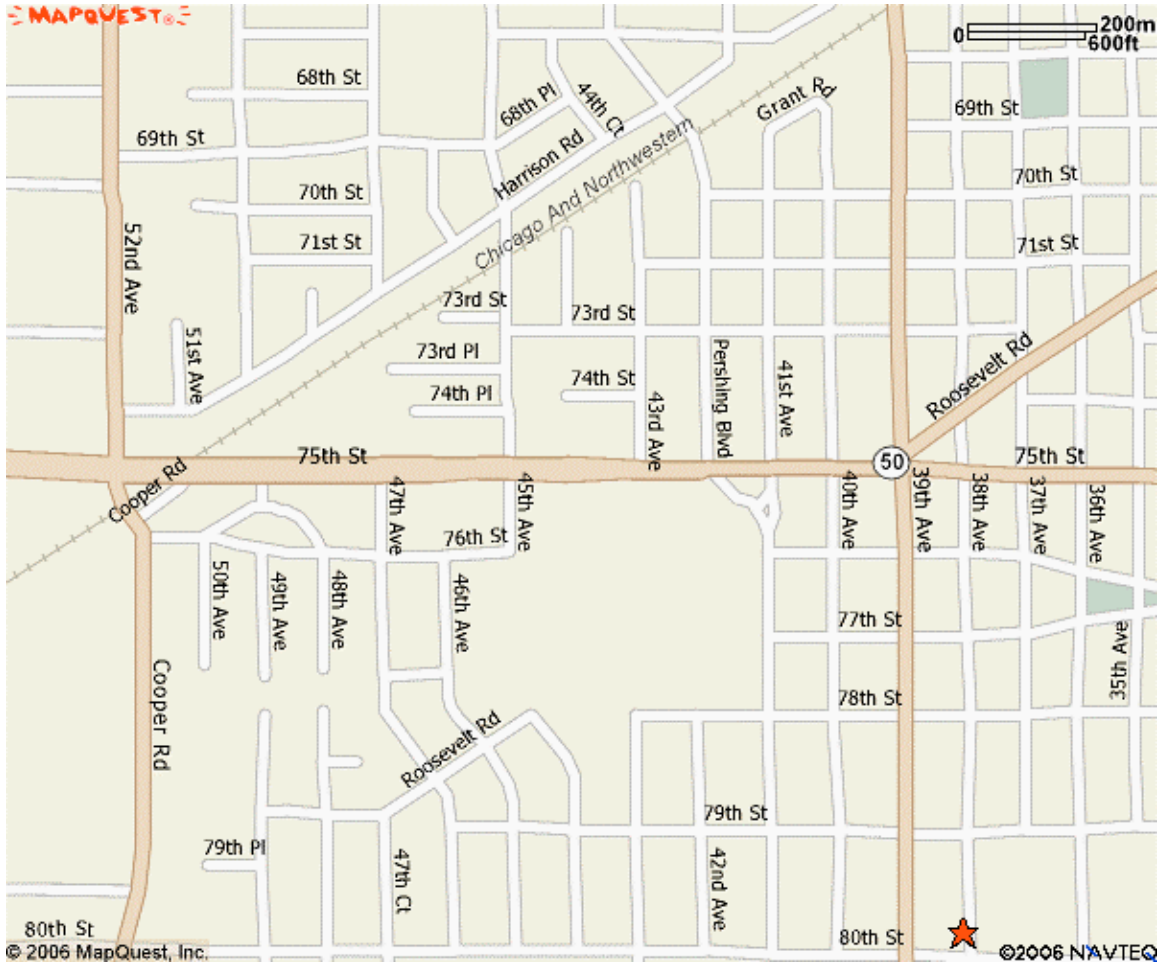 MAPQUEST®
200m
0
600ft
68th St
68th Pl
44th Ct
Grant Rd
69th St
69th St
Harrison Rd
Chicago And Northwestern
70th St
70th St
52nd Ave
71st St
71st St
73rd St
73rd St
51st Ave
73rd Pl
Roosevelt Rd
74th Pl
74th St
43rd Ave
Pershing Blvd
41st Ave
75th St
50
75th St
Cooper Rd
47th Ave
45th Ave
40th Ave
39th Ave
38th Ave
37th Ave
36th Ave
76th St
50th Ave
49th Ave
48th Ave
46th Ave
77th St
35th Ave
Cooper Rd
78th St
Roosevelt Rd
79th St
79th Pl
47th Ct
42nd Ave
80th St
80th St
© 2006 MapQuest, Inc.
©2006 NAVTEQ